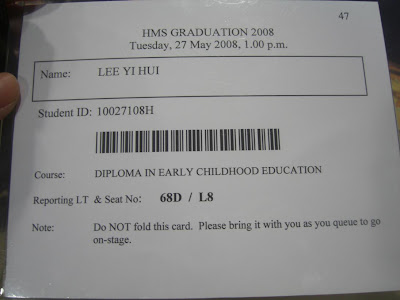 47
HMS GRADUATION 2008
Tuesday, 27 May 2008, 1.00 p.m.
Name: LEE YI HUI
Student ID: 10027108H
Course: DIPLOMA IN EARLY CHILDHOOD EDUCATION
Reporting LT & Seat No: 68D / L8
Note: Do NOT fold this card. Please bring it with you as you queue to go
on-stage.